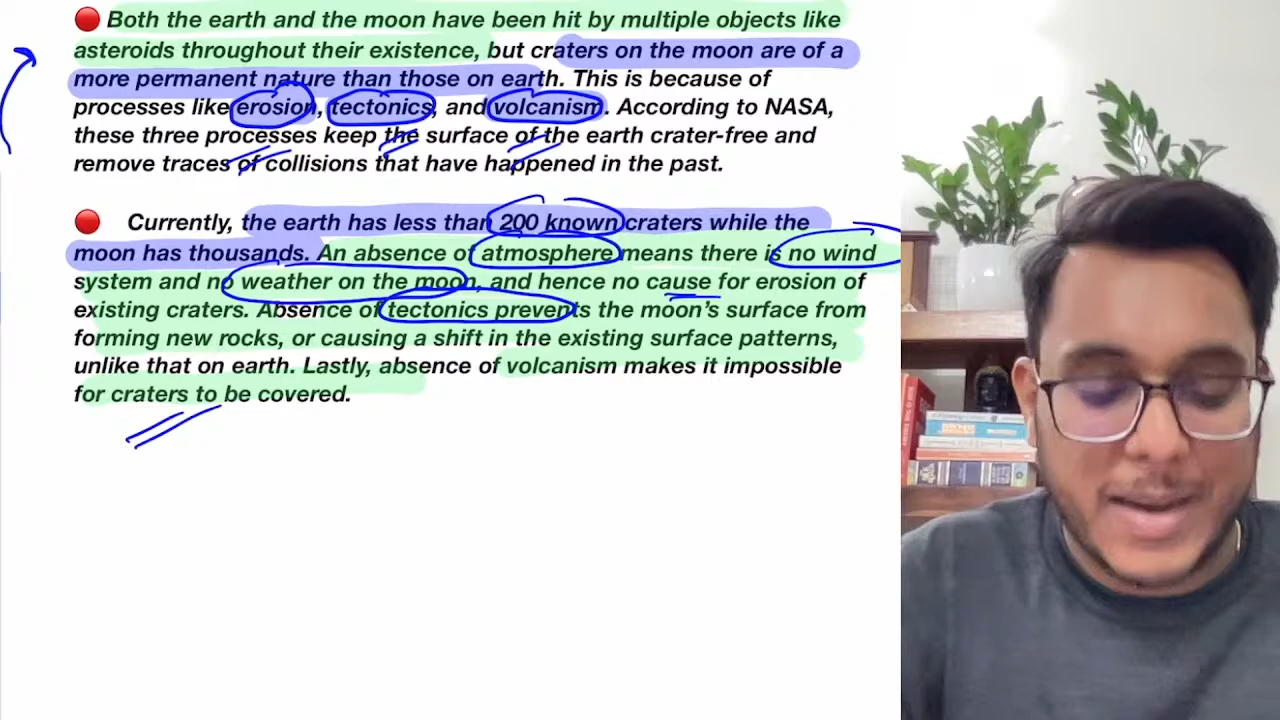 Both the earth and the moon have been hit by multiple objects like
asteroids throughout their existence, but craters on the moon are of a
more permanent nature than those on earth. This is because of
processes like erosion, tectonics, and volcanism. According to NASA,
these three processes keep the surface of the earth crater-free and
remove traces of collisions that have happened in the past.
Currently, the earth has less than 200 known craters while the
moon has thousands. An absence of atmosphere means there is no wind
system and no weather on the moon, and hence no cause for erosion of
existing craters. Absence of tectonics prevents the moon's surface from
forming new rocks, or causing a shift in the existing surface patterns,
unlike that on earth. Lastly, absence of volcanism makes it impossible
for craters to be covered.